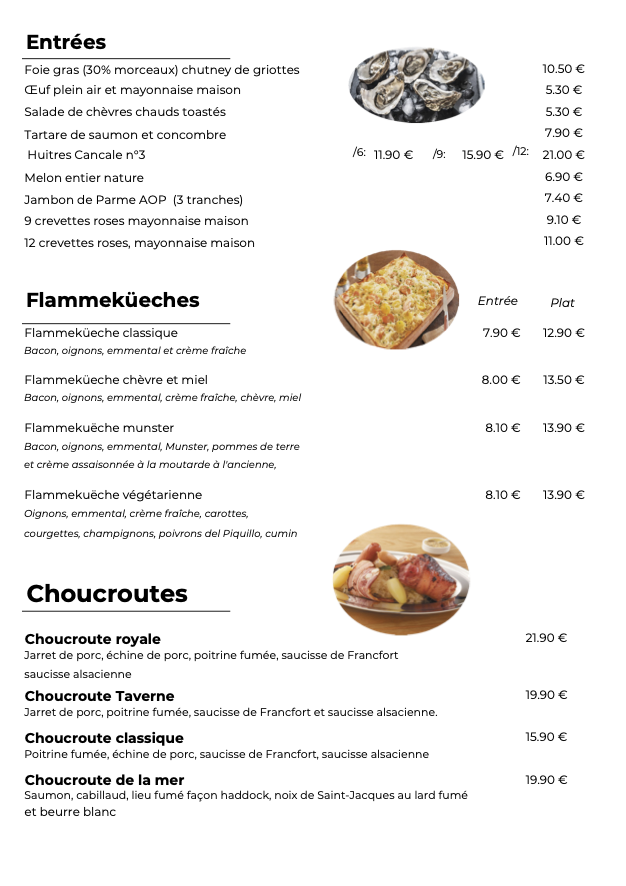 Entrées
Foie gras (30% morceaux) chutney de griottes 10.50 €
Œuf plein air et mayonnaise maison 5.30 €
Salade de chèvres chauds toastés 5.30 €
Tartare de saumon et concombre 7.90 €
Huitres Cancale n°3 /6: 11.90 € /9: 15.90 € /12: 21.00 €
Melon entier nature 6.90 €
Jambon de Parme AOP (3 tranches) 7.40 €
9 crevettes roses mayonnaise maison 9.10 €
12 crevettes roses, mayonnaise maison 11.00 €
Flammeküeches Entrée Plat
Flammeküeche classique 7.90 € 12.90 €
Bacon, oignons, emmental et crème fraîche
Flammeküeche chèvre et miel 8.00 € 13.50 €
Bacon, oignons, emmental, crème fraîche, chèvre, miel
Flammekuëche munster 8.10 € 13.90 €
Bacon, oignons, emmental, Munster, pommes de terre
et crème assaisonnée à la moutarde à l'ancienne,
Flammekuëche végétarienne 8.10 € 13.90 €
Oignons, emmental, crème fraîche, carottes,
courgettes, champignons, poivrons del Piquillo, cumin
Choucroutes
Choucroute royale 21.90 €
Jarret de porc, échine de porc, poitrine fumée, saucisse de Francfort
saucisse alsacienne
Choucroute Taverne 19.90 €
Jarret de porc, poitrine fumée, saucisse de Francfort et saucisse alsacienne.
Choucroute classique 15.90 €
Poitrine fumée, échine de porc, saucisse de Francfort, saucisse alsacienne
Choucroute de la mer 19.90 €
Saumon, cabillaud, lieu fumé façon haddock, noix de Saint-Jacques au lard fumé
et beurre blanc